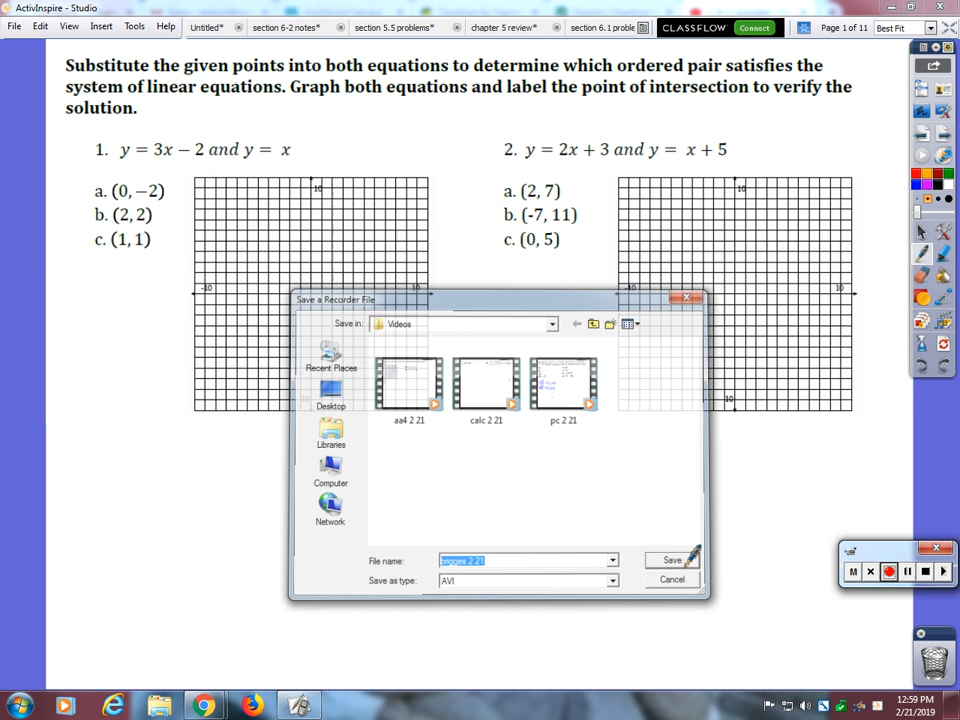 ActivInspire - Studio
File Edit View Insert Tools Help
Untitled* section 6-2 notes* section 5.5 problems* chapter 5 review* section 6.1 proble CLASSFLOW Connect Page 1 of 11 Best Fit
Substitute the given points into both equations to determine which ordered pair satisfies the
system of linear equations. Graph both equations and label the point of intersection to verify the
solution.
1. y = 3x − 2 and y = x
a. (0, −2)
b. (2, 2)
c. (1, 1)
10
-10 10
2. y = 2x + 3 and y = x + 5
a. (2, 7)
b. (-7, 11)
c. (0, 5)
10
-10 10
10
Save a Recorder File
Save in: Videos
Recent Places
Desktop
Libraries
Computer
Network
aa4 2 21 calc 2 21 pc 2 21
File name: brigges 2 21 Save
Save as type: AVI Cancel
M
12:59 PM
2/21/2019